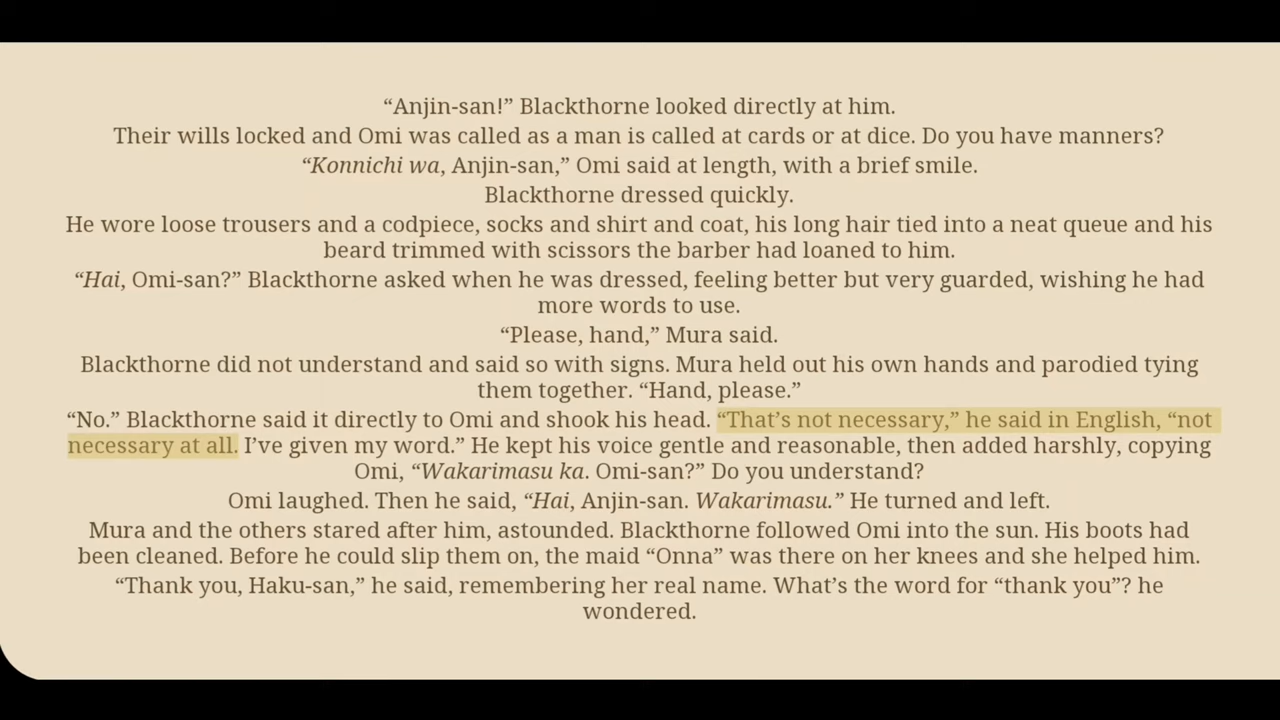 “Anjin-san!” Blackthorne looked directly at him.
Their wills locked and Omi was called as a man is called at cards or at dice. Do you have manners?
“Konnichi wa, Anjin-san,” Omi said at length, with a brief smile.
Blackthorne dressed quickly.
He wore loose trousers and a codpiece, socks and shirt and coat, his long hair tied into a neat queue and his
beard trimmed with scissors the barber had loaned to him.
“Hai, Omi-san?” Blackthorne asked when he was dressed, feeling better but very guarded, wishing he had
more words to use.
“Please, hand,” Mura said.
Blackthorne did not understand and said so with signs. Mura held out his own hands and parodied tying
them together. “Hand, please.”
“No.” Blackthorne said it directly to Omi and shook his head. “That’s not necessary,” he said in English, “not
necessary at all. I’ve given my word.” He kept his voice gentle and reasonable, then added harshly, copying
Omi, “Wakarimasu ka. Omi-san?” Do you understand?
Omi laughed. Then he said, “Hai, Anjin-san. Wakarimasu.” He turned and left.
Mura and the others stared after him, astounded. Blackthorne followed Omi into the sun. His boots had
been cleaned. Before he could slip them on, the maid “Onna” was there on her knees and she helped him.
“Thank you, Haku-san,” he said, remembering her real name. What’s the word for “thank you”? he
wondered.